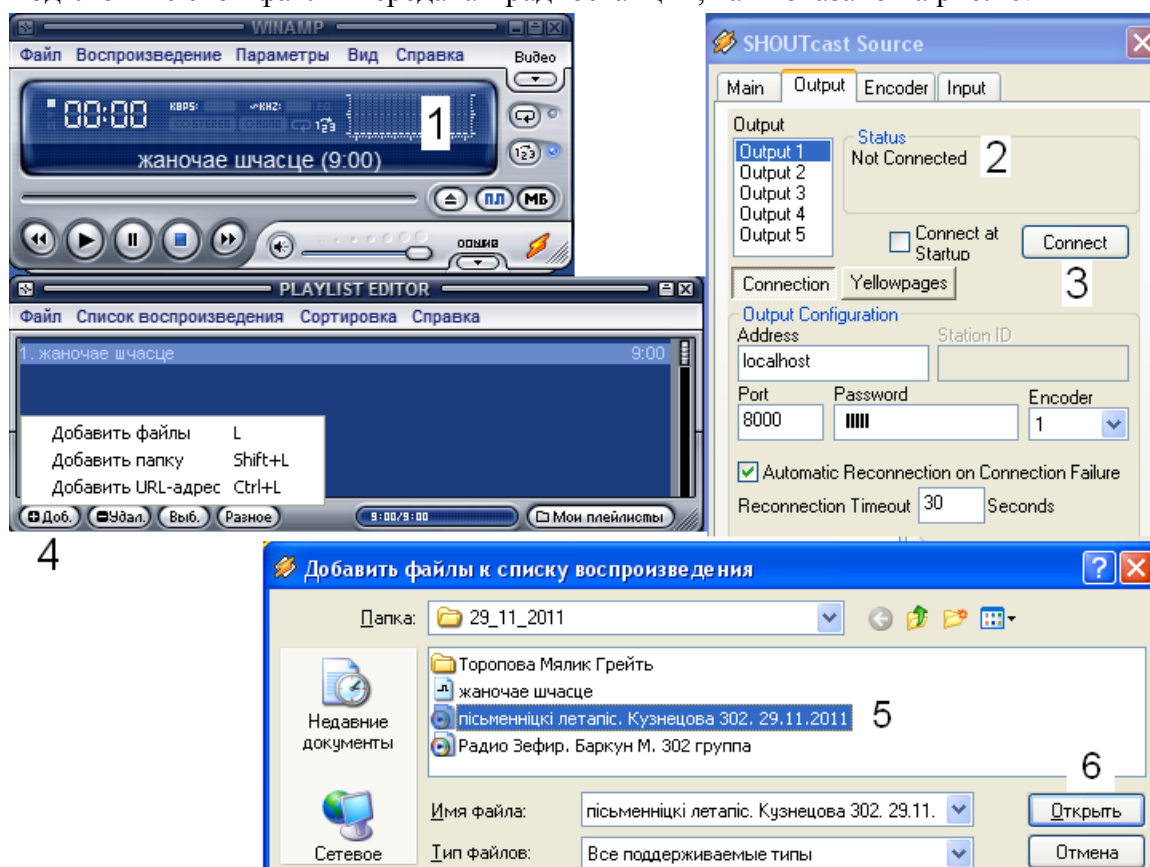 WINAMP
Файл Воспроизведение Параметры Вид Справка Видео
00:00 KBPS: KHZ:
1
жаночае шчасце (9:00)
ПЛ МБ
PLAYLIST EDITOR
Файл Список воспроизведения Сортировка Справка
1. жаночае шчасце 9:00
Добавить файлы L
Добавить папку Shift+L
Добавить URL-адрес Ctrl+L
Доб. Удал. Выб. Разное 9:00/9:00 Мои плейлисты
4
SHOUTcast Source
Main Output Encoder Input
Output
Output 1
Output 2
Output 3
Output 4
Output 5
Status
Not Connected
2
Connect at
Startup
Connect
3
Connection Yellowpages
Output Configuration
Address Station ID
localhost
Port Password Encoder
8000 1
Automatic Reconnection on Connection Failure
Reconnection Timeout 30 Seconds
Добавить файлы к списку воспроизведения
Папка: 29_11_2011
Недавние
документы
Сетевое
Торопова Мялик Грейть
жаночае шчасце
пісьменніцкі летапіс. Кузнецова 302. 29.11.2011
5
Радио Зефир. Баркун М. 302 группа
6
Имя файла: пісьменніцкі летапіс. Кузнецова 302. 29.11. Открыть
Тип файлов: Все поддерживаемые типы Отмена